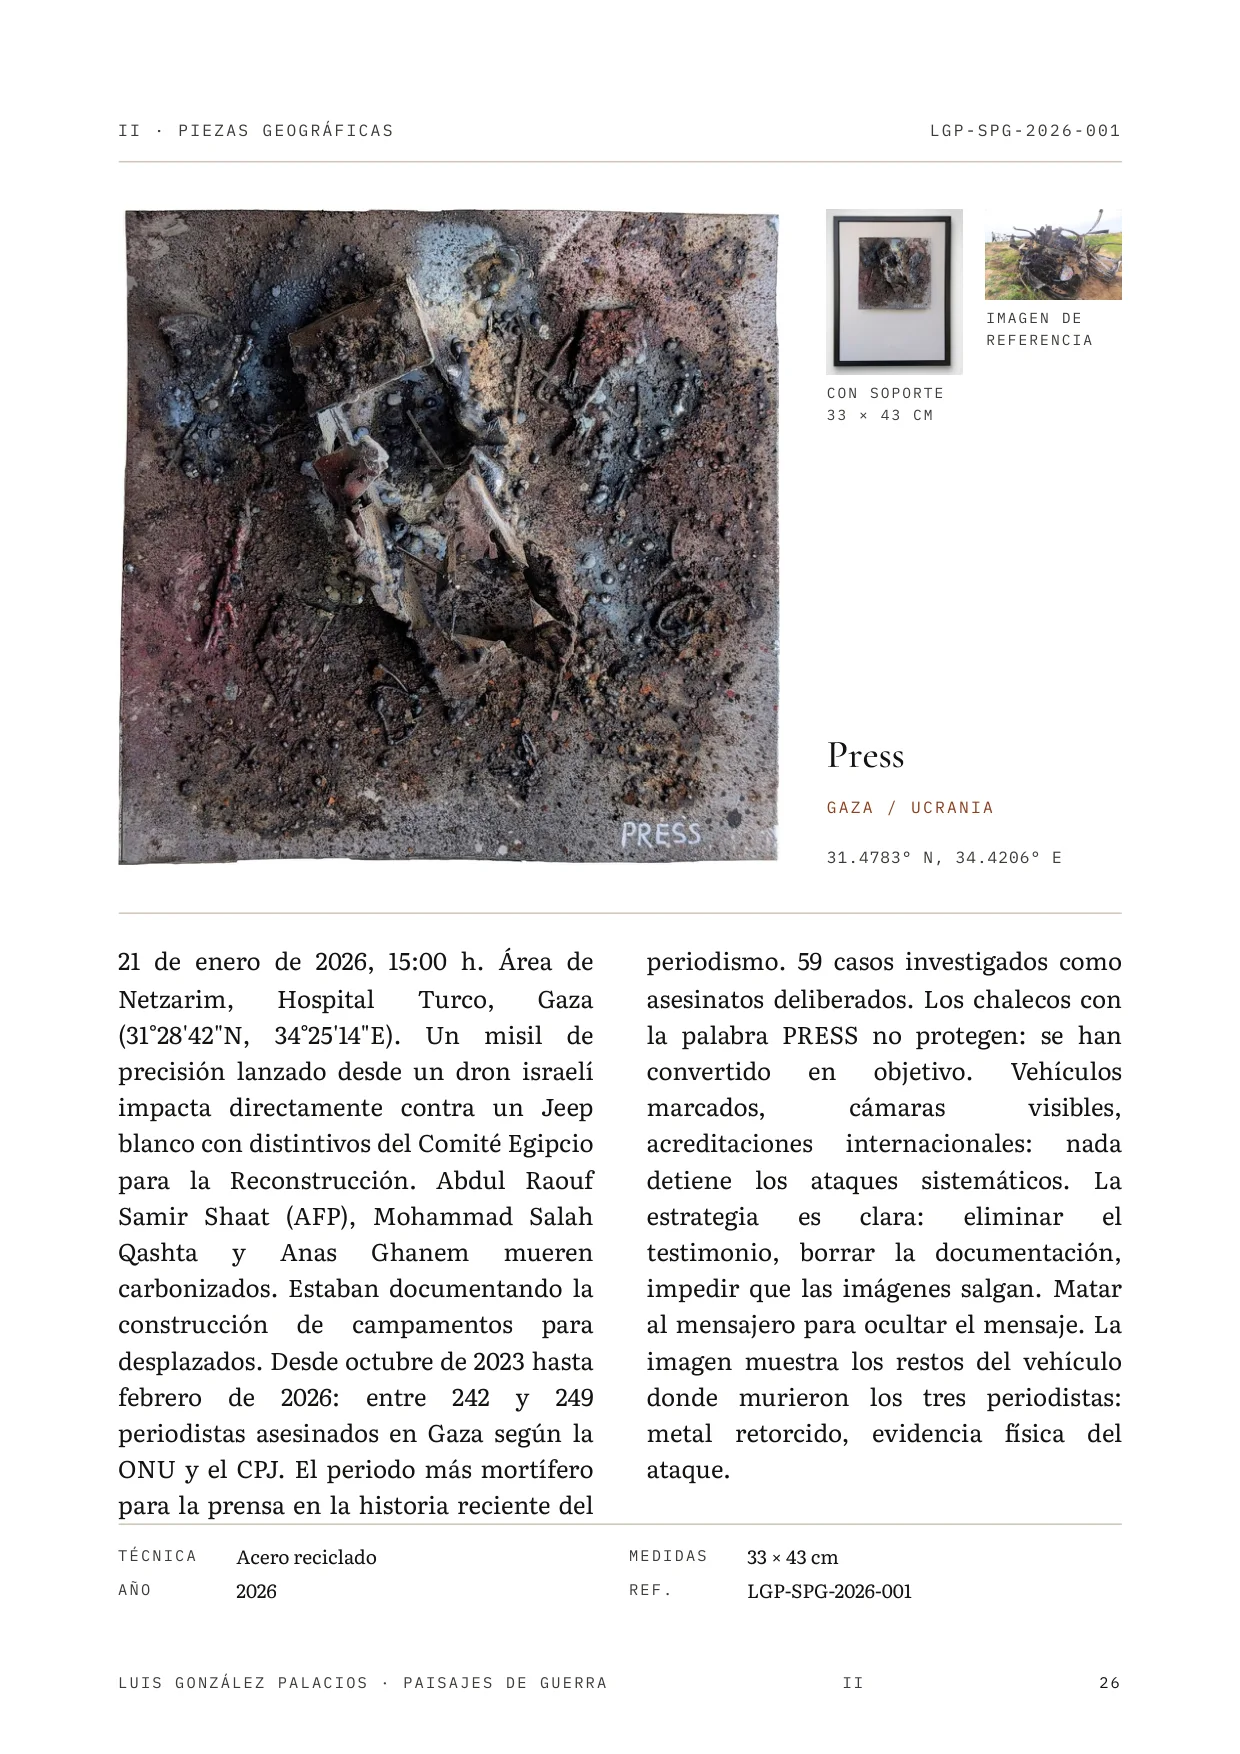 II · PIEZAS GEOGRÁFICAS
LGP-SPG-2026-001
PRESS
CON SOPORTE
33 × 43 CM
IMAGEN DE
REFERENCIA
Press
GAZA / UCRANIA
31.4783° N, 34.4206° E
21 de enero de 2026, 15:00 h. Área de
Netzarim, Hospital Turco, Gaza
(31°28'42"N, 34°25'14"E). Un misil de
precisión lanzado desde un dron israelí
impacta directamente contra un Jeep
blanco con distintivos del Comité Egipcio
para la Reconstrucción. Abdul Raouf
Samir Shaat (AFP), Mohammad Salah
Qashta y Anas Ghanem mueren
carbonizados. Estaban documentando la
construcción de campamentos para
desplazados. Desde octubre de 2023 hasta
febrero de 2026: entre 242 y 249
periodistas asesinados en Gaza según la
ONU y el CPJ. El periodo más mortífero
para la prensa en la historia reciente del
periodismo. 59 casos investigados como
asesinatos deliberados. Los chalecos con
la palabra PRESS no protegen: se han
convertido en objetivo. Vehículos
marcados, cámaras visibles,
acreditaciones internacionales: nada
detiene los ataques sistemáticos. La
estrategia es clara: eliminar el
testimonio, borrar la documentación,
impedir que las imágenes salgan. Matar
al mensajero para ocultar el mensaje. La
imagen muestra los restos del vehículo
donde murieron los tres periodistas:
metal retorcido, evidencia física del
ataque.
TÉCNICA Acero reciclado
MEDIDAS 33 × 43 cm
AÑO 2026
REF. LGP-SPG-2026-001
LUIS GONZÁLEZ PALACIOS · PAISAJES DE GUERRA
II
26